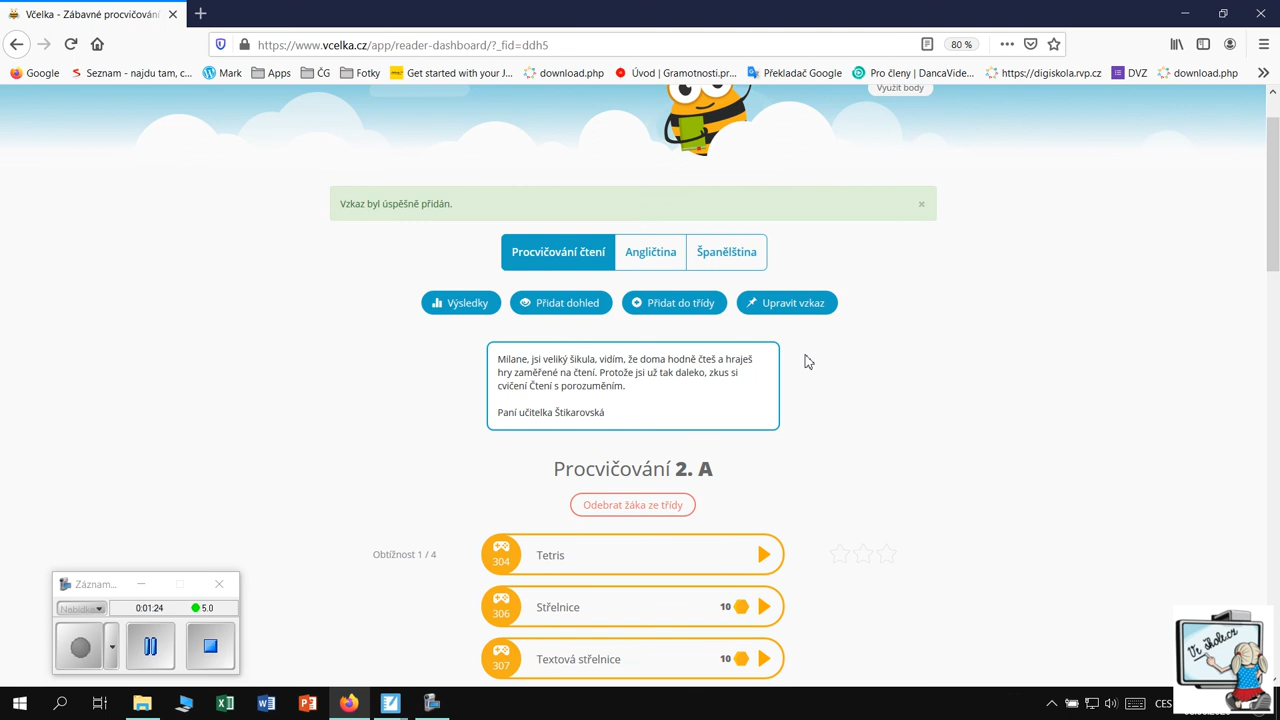 Včelka - Zábavné procvičování
https://www.vcelka.cz/app/reader-dashboard/?_fid=ddh5
80 %
Google
Seznam - najdu tam, c...
Mark
Apps
ČG
Fotky
Get started with your J...
download.php
Úvod | Gramotnosti.pr...
Překladač Google
Pro členy | DancaVide...
https://digiskola.rvp.cz
DVZ
download.php
Využít body
Vzkaz byl úspěšně přidán.
Procvičování čtení
Angličtina
Španělština
Výsledky
Přidat dohled
Přidat do třídy
Upravit vzkaz
Milane, jsi veliký šikula, vidím, že doma hodně čteš a hraješ
hry zaměřené na čtení. Protože jsi už tak daleko, zkus si
cvičení Čtení s porozuměním.
Paní učitelka Štikarovská
Procvičování 2. A
Odebrat žáka ze třídy
Obtížnost 1 / 4
304
Tetris
306
Střelnice
10
307
Textová střelnice
10
Záznam...
Nabídka
0:01:24
5.0
Ve škole.cz
CES